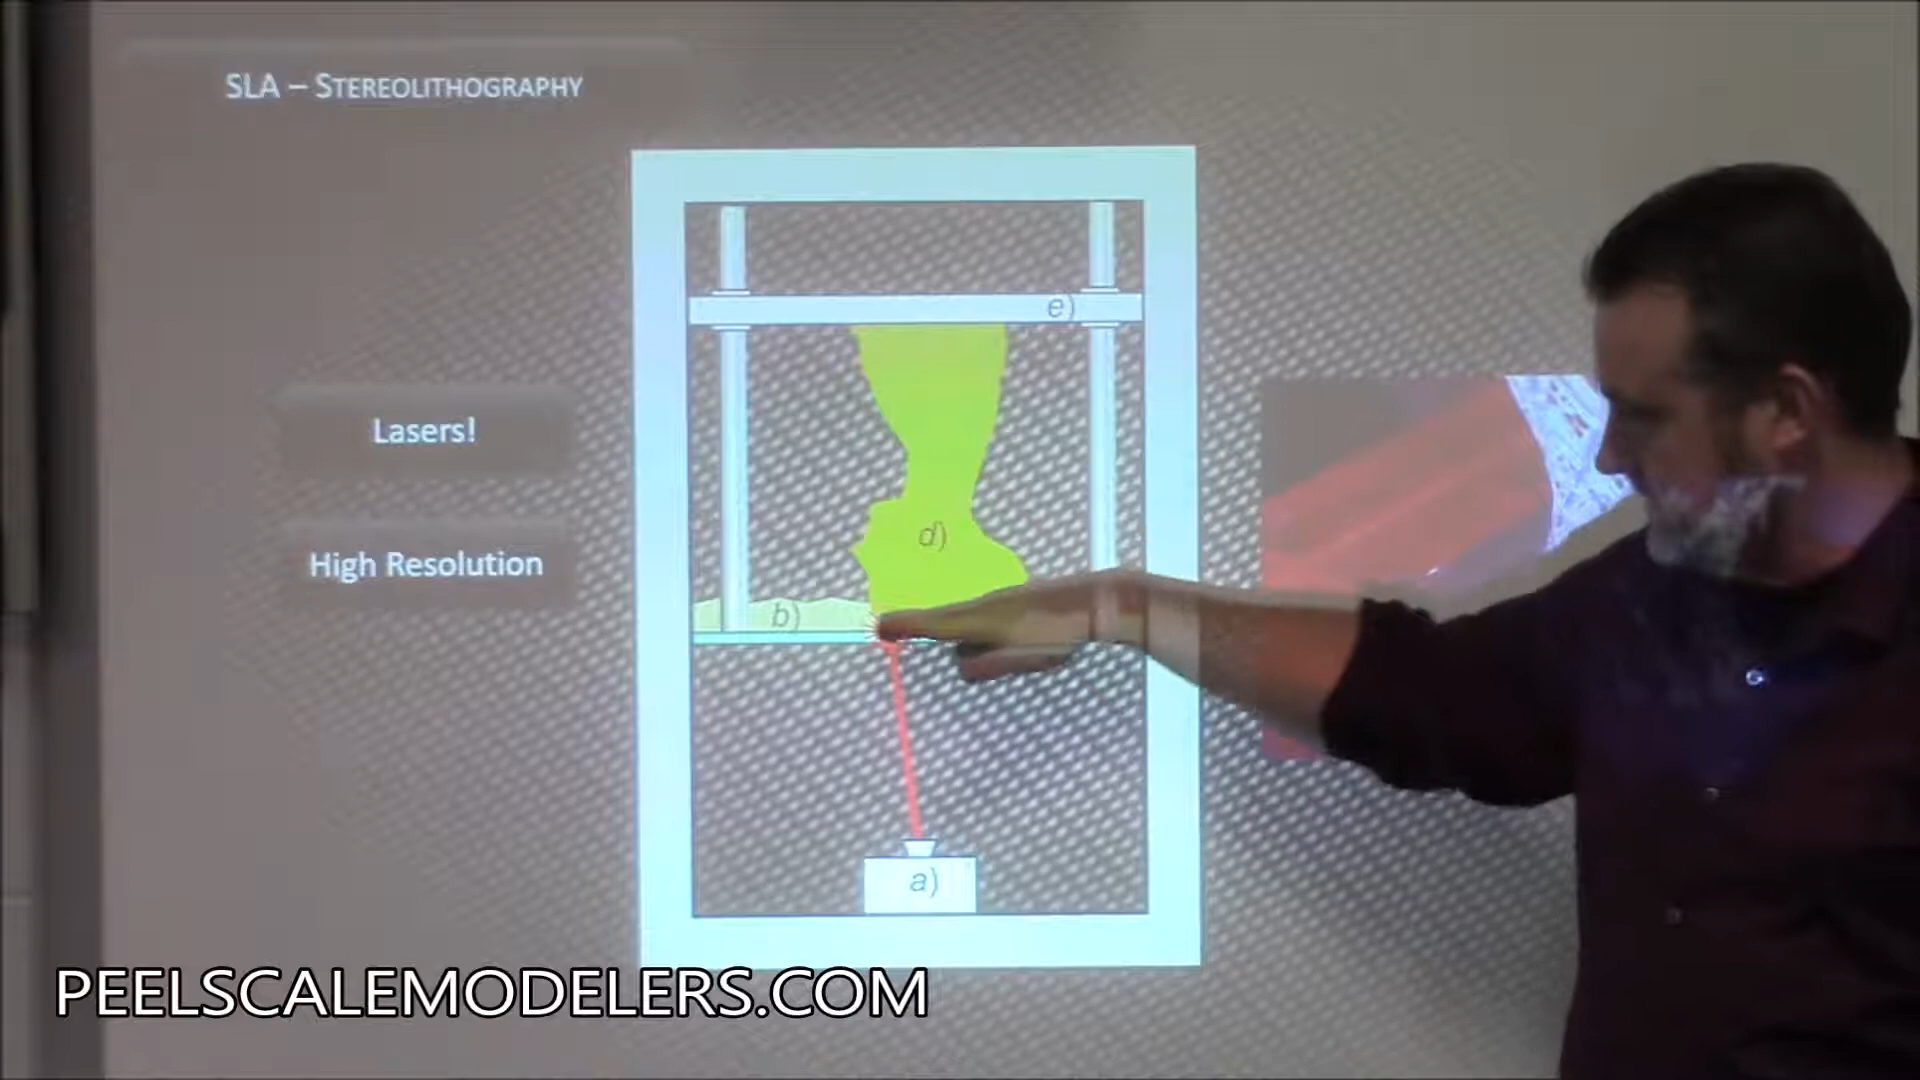 SLA – STEREOLITHOGRAPHY
e)
Lasers!
d)
High Resolution
b)
a)
PEELSCALEMODELERS.COM